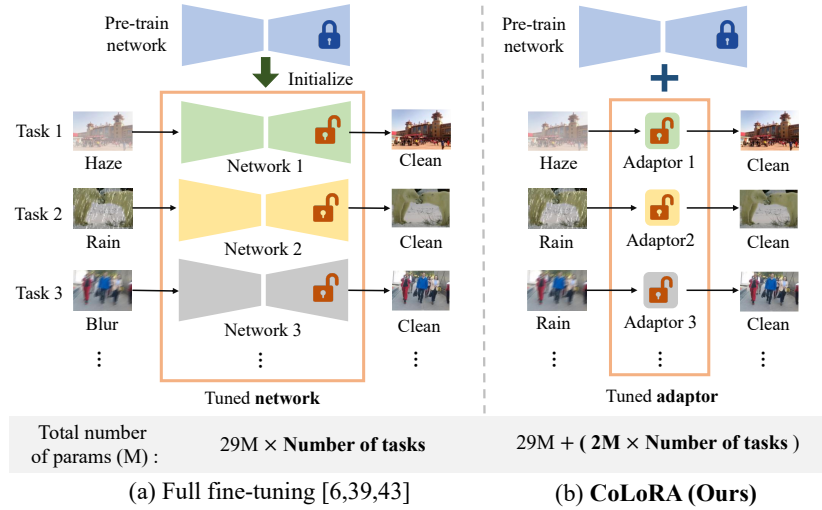 Pre-train
network
Initialize
Task 1
Haze
Network 1
Clean
Task 2
Rain
Network 2
Clean
Task 3
Blur
Network 3
Clean
⋮
⋮
⋮
Tuned network
Pre-train
network
Haze
Adaptor 1
Clean
Rain
Adaptor2
Clean
Rain
Adaptor 3
Clean
⋮
⋮
⋮
Tuned adaptor
Total number
of params (M) :
29M × Number of tasks
29M + ( 2M × Number of tasks )
(a) Full fine-tuning [6,39,43]
(b) CoLoRA (Ours)